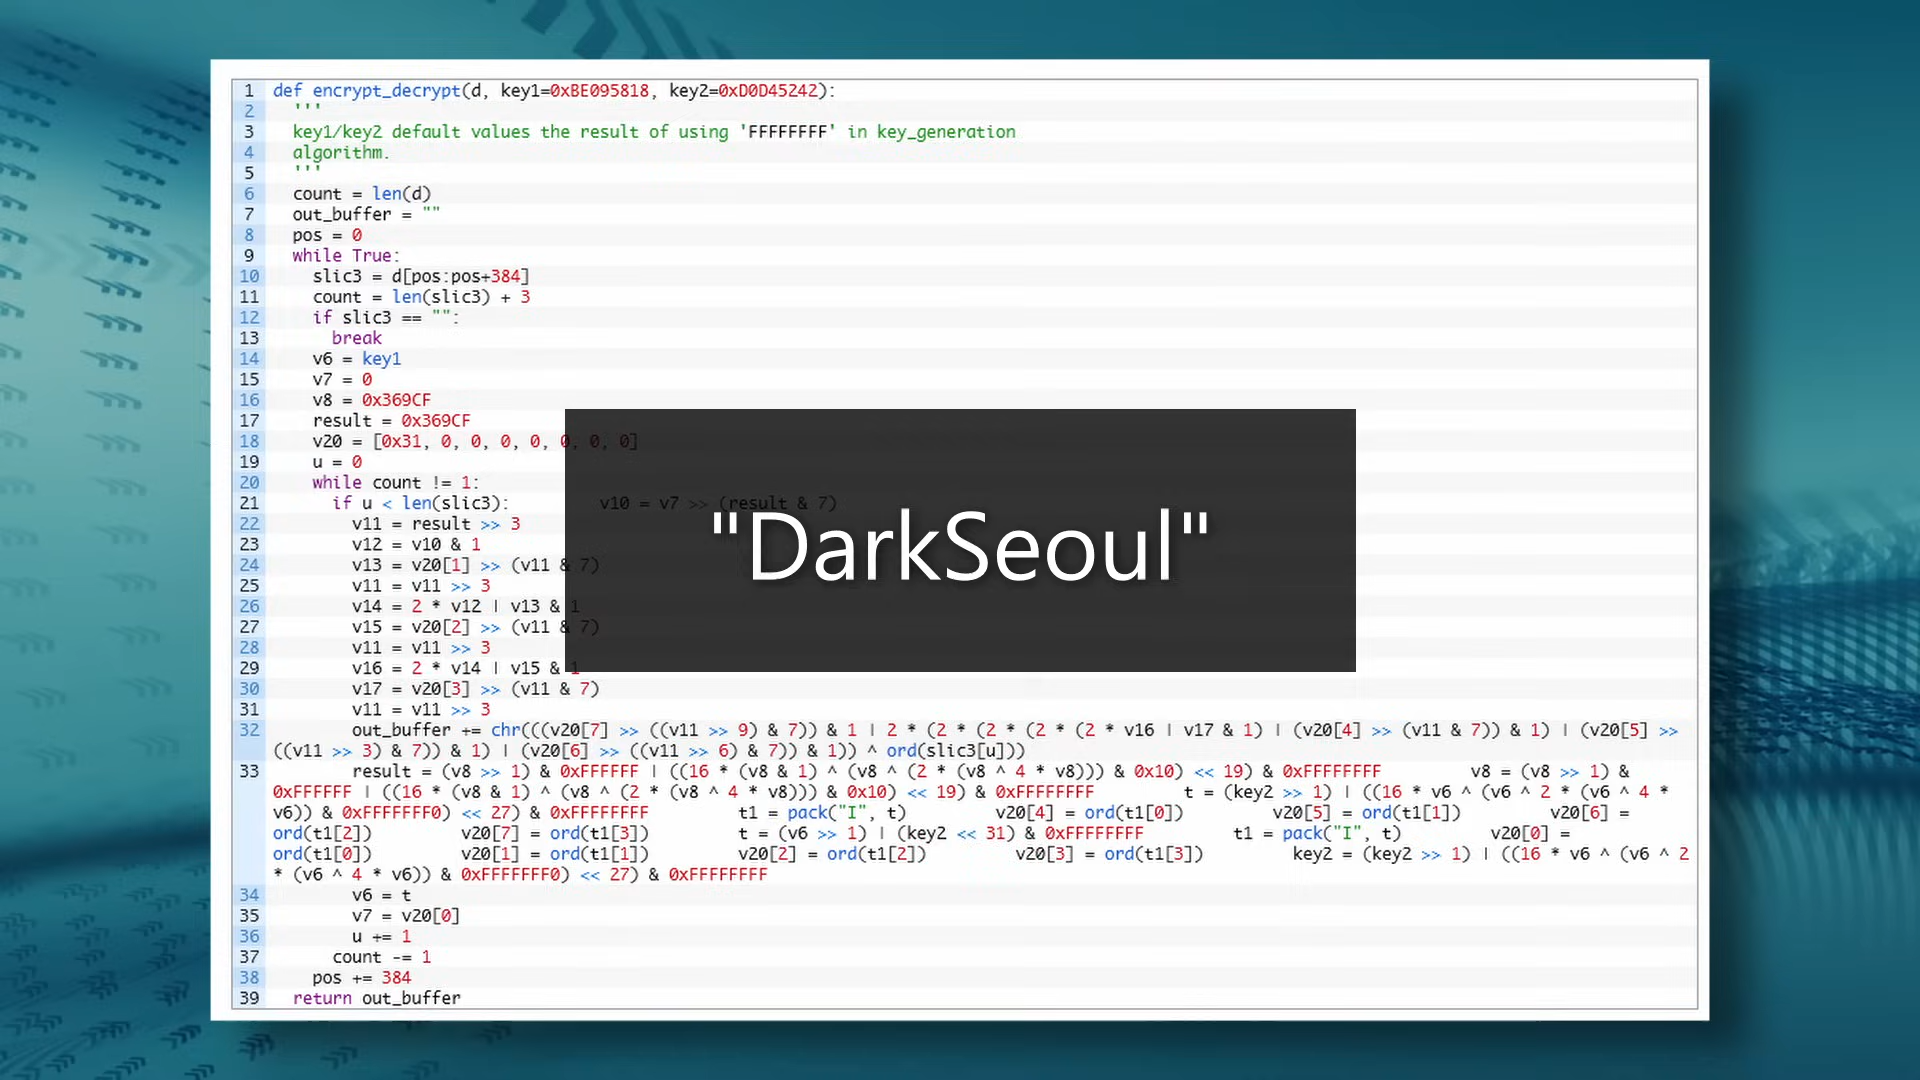 1 def encrypt_decrypt(d, key1=0xBE095818, key2=0xD0D45242):
2 '''
3 key1/key2 default values the result of using 'FFFFFFFF' in key_generation
4 algorithm.
5 '''
6 count = len(d)
7 out_buffer = ""
8 pos = 0
9 while True:
10 slic3 = d[pos:pos+384]
11 count = len(slic3) + 3
12 if slic3 == "":
13 break
14 v6 = key1
15 v7 = 0
16 v8 = 0x369CF
17 result = 0x369CF
18 v20 = [0x31, 0, 0, 0, 0, 0, 0, 0]
19 u = 0
20 while count != 1:
21 if u < len(slic3): v10 = v7 >> (result & 7)
"DarkSeoul"
22 v11 = result >> 3
23 v12 = v10 & 1
24 v13 = v20[1] >> (v11 & 7)
25 v11 = v11 >> 3
26 v14 = 2 * v12 | v13 & 1
27 v15 = v20[2] >> (v11 & 7)
28 v11 = v11 >> 3
29 v16 = 2 * v14 | v15 & 1
30 v17 = v20[3] >> (v11 & 7)
31 v11 = v11 >> 3
32 out_buffer += chr(((v20[7] >> ((v11 >> 9) & 7)) & 1 | 2 * (2 * (2 * (2 * (2 * v16 | v17 & 1) | (v20[4] >> (v11 & 7)) & 1) | (v20[5] >>
((v11 >> 3) & 7)) & 1) | (v20[6] >> ((v11 >> 6) & 7)) & 1)) ^ ord(slic3[u]))
33 result = (v8 >> 1) & 0xFFFFFF | ((16 * (v8 & 1) ^ (v8 ^ (2 * (v8 ^ 4 * v8))) & 0x10) << 19) & 0xFFFFFFFF v8 = (v8 >> 1) &
0xFFFFFF | ((16 * (v8 & 1) ^ (v8 ^ (2 * (v8 ^ 4 * v8))) & 0x10) << 19) & 0xFFFFFFFF t = (key2 >> 1) | ((16 * v6 ^ (v6 ^ 2 * (v6 ^ 4 *
v6)) & 0xFFFFFFF0) << 27) & 0xFFFFFFFF t1 = pack("I", t) v20[4] = ord(t1[0]) v20[5] = ord(t1[1]) v20[6] =
ord(t1[2]) v20[7] = ord(t1[3]) t = (v6 >> 1) | (key2 << 31) & 0xFFFFFFFF t1 = pack("I", t) v20[0] =
ord(t1[0]) v20[1] = ord(t1[1]) v20[2] = ord(t1[2]) v20[3] = ord(t1[3]) key2 = (key2 >> 1) | ((16 * v6 ^ (v6 ^ 2
* (v6 ^ 4 * v6)) & 0xFFFFFFF0) << 27) & 0xFFFFFFFF
34 v6 = t
35 v7 = v20[0]
36 u += 1
37 count -= 1
38 pos += 384
39 return out_buffer